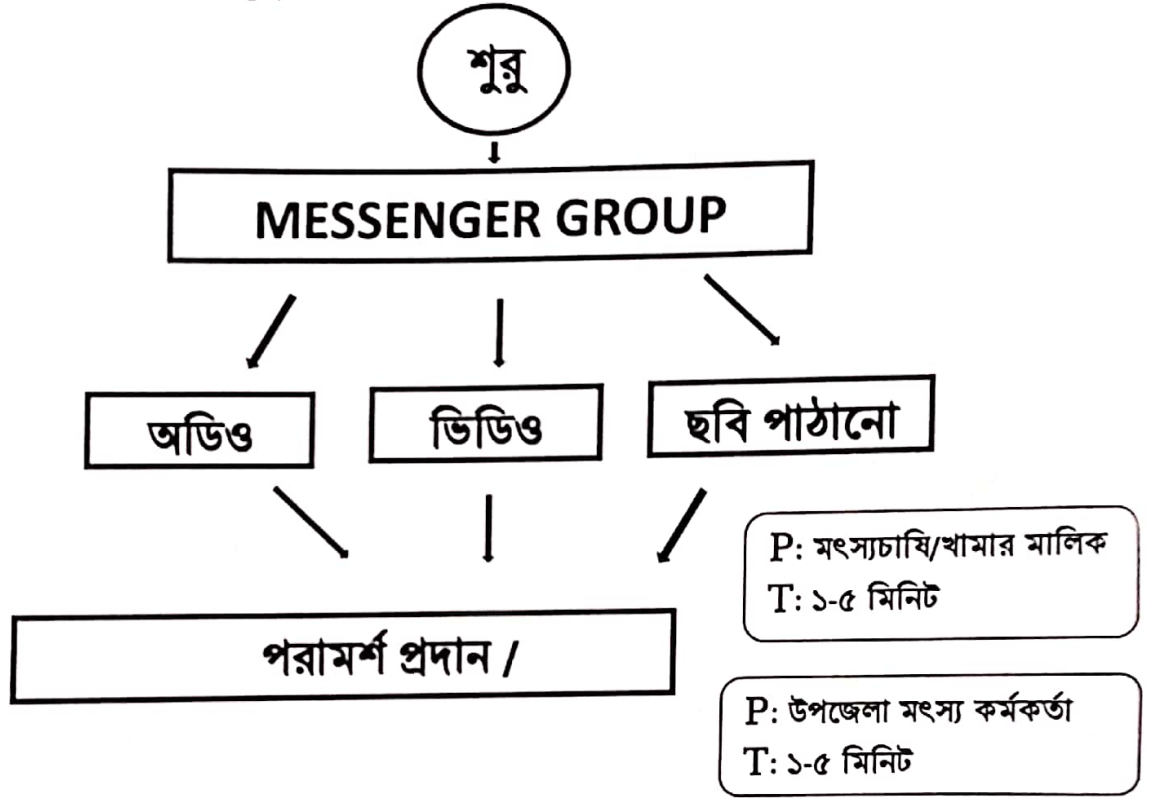 শুরু
MESSENGER GROUP
অডিও
ভিডিও
ছবি পাঠানো
P: মৎস্যচাষি/খামার মালিক
T: ১-৫ মিনিট
পরামর্শ প্রদান /
P: উপজেলা মৎস্য কর্মকর্তা
T: ১-৫ মিনিট